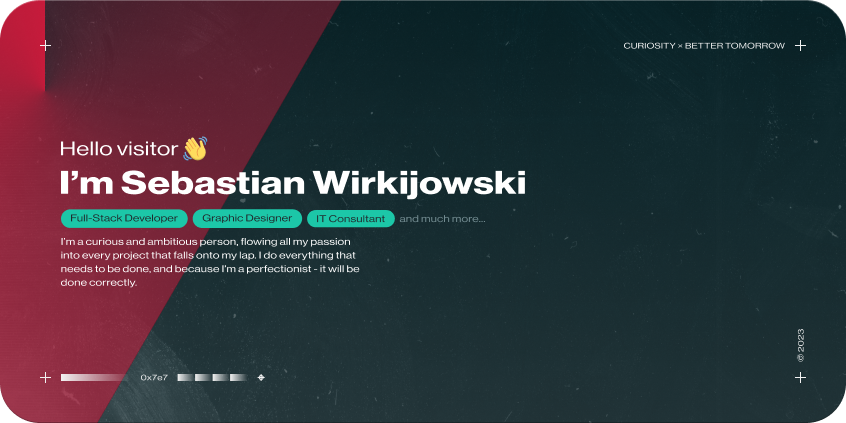 CURIOSITY × BETTER TOMORROW
Hello visitor 👋
I’m Sebastian Wirkijowski
Full-Stack Developer Graphic Designer IT Consultant and much more...
I’m a curious and ambitious person, flowing all my passion
into every project that falls onto my lap. I do everything that
needs to be done, and because I’m a perfectionist - it will be
done correctly.
© 2023
0x7e7